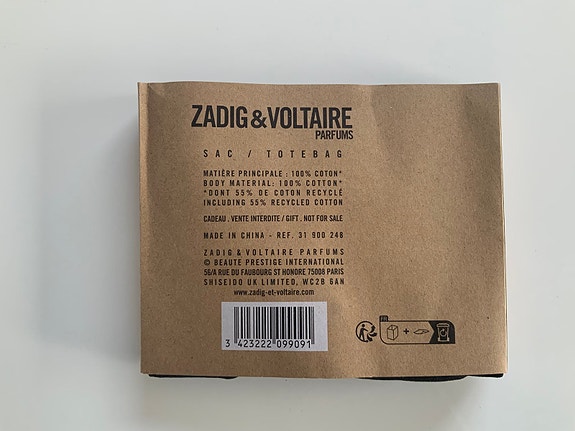 ZADIG & VOLTAIRE
PARFUMS
SAC / TOTEBAG
MATIÈRE PRINCIPALE : 100% COTON*
BODY MATERIAL: 100% COTTON*
*DONT 55% DE COTON RECYCLÉ
INCLUDING 55% RECYCLED COTTON
CADEAU . VENTE INTERDITE / GIFT . NOT FOR SALE
MADE IN CHINA - REF. 31 900 248
ZADIG & VOLTAIRE PARFUMS
© BEAUTE PRESTIGE INTERNATIONAL
56/A RUE DU FAUBOURG ST HONORE 75008 PARIS
SHISEIDO UK LIMITED, WC2B 6AN
www.zadig-et-voltaire.com
3 423222 099091
FR
+